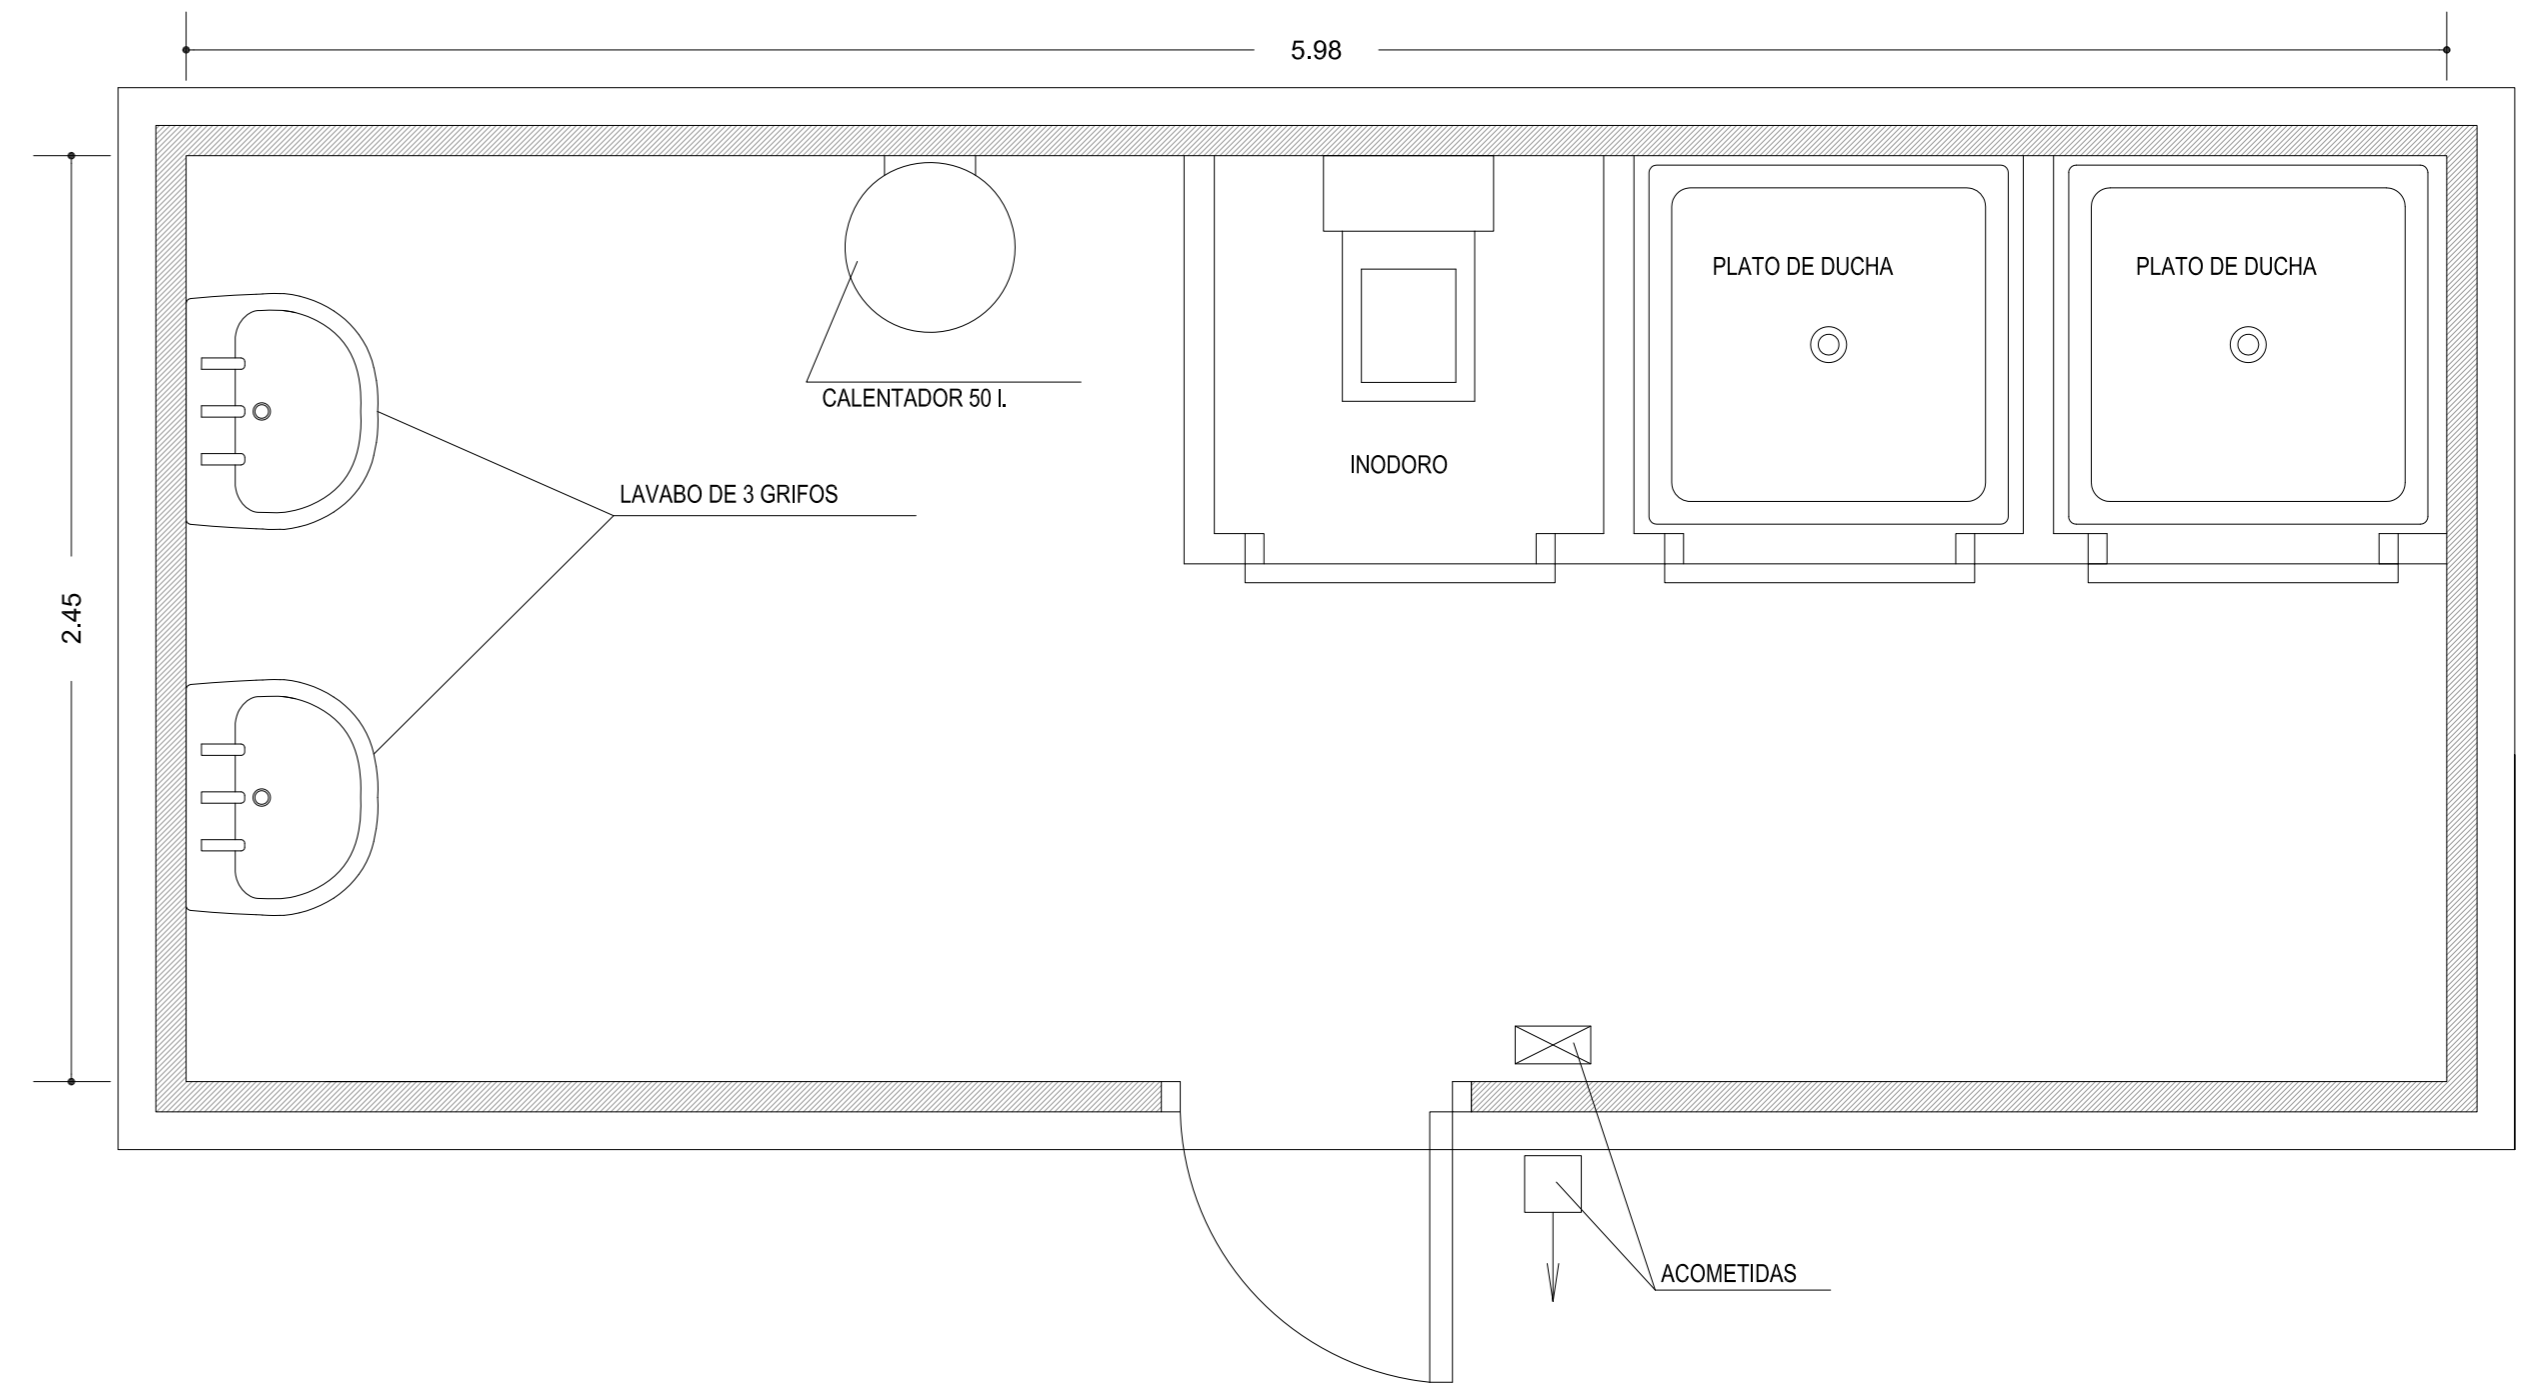 5.98
PLATO DE DUCHA
PLATO DE DUCHA
CALENTADOR 50 l.
INODORO
LAVABO DE 3 GRIFOS
2.45
ACOMETIDAS